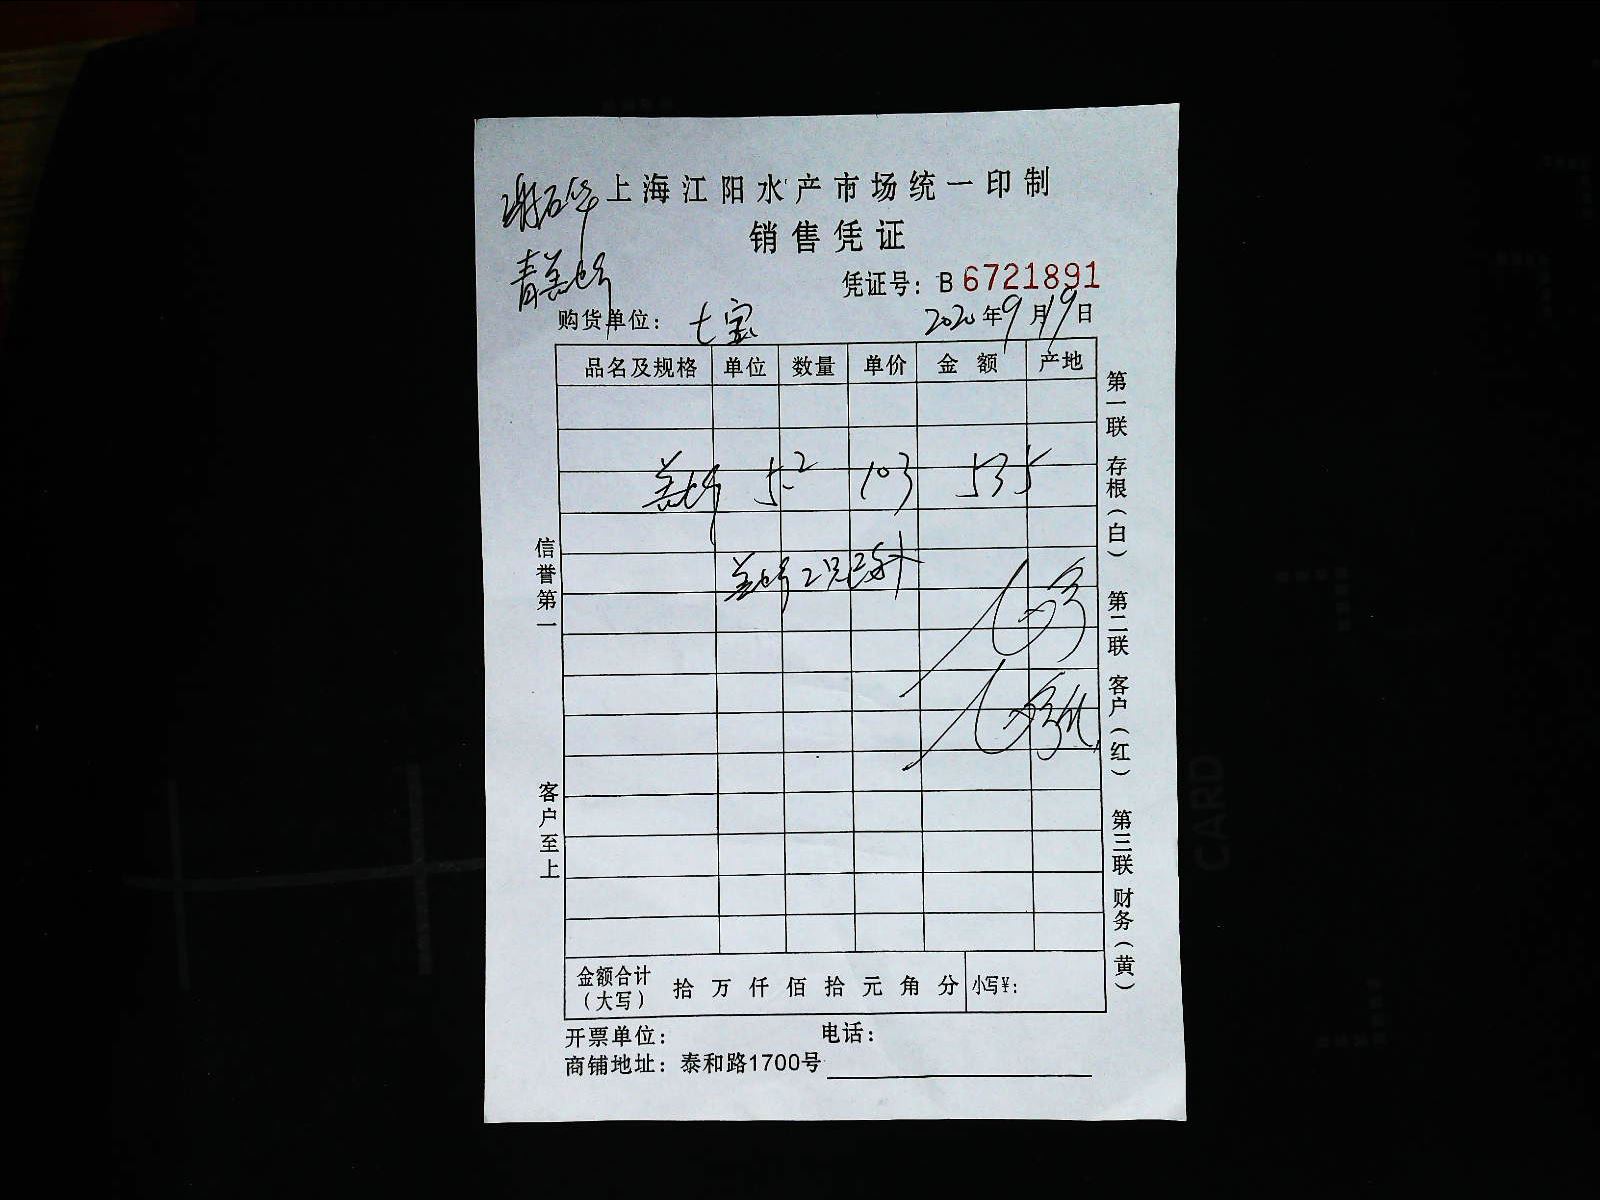 上海江阳水产市场统一印制
销售凭证
凭证号：B 6721891
购货单位：七宝 2020年9月19日
品名及规格 单位 数量 单价 金额 产地
5.2 103 535
信誉第一
客户至上
第一联 存根（白） 第二联 客户（红） 第三联 财务（黄）
金额合计（大写） 拾 万 仟 佰 拾 元 角 分 小写¥：
开票单位： 电话：
商铺地址：泰和路1700号